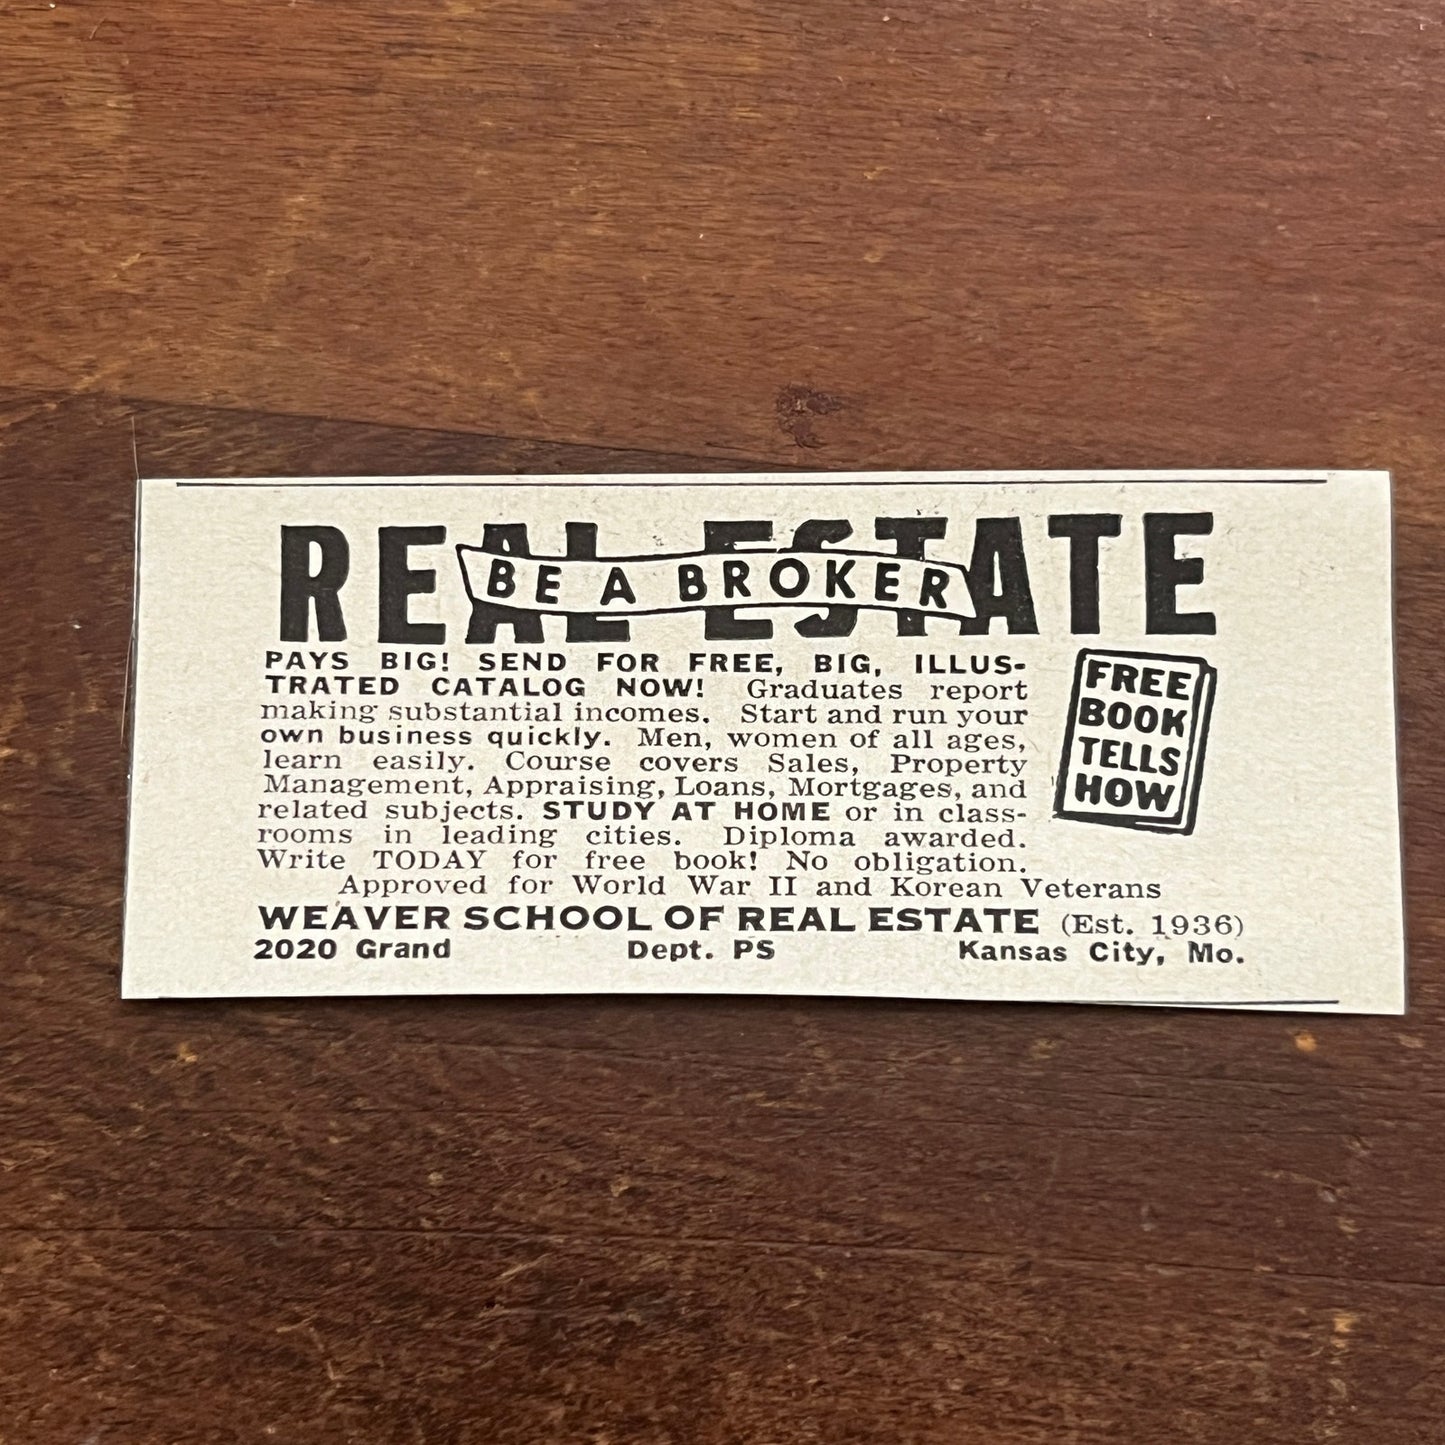 REAL ESTATE
BE A BROKER
PAYS BIG! SEND FOR FREE, BIG, ILLUS-
TRATED CATALOG NOW! Graduates report
making substantial incomes. Start and run your
own business quickly. Men, women of all ages,
learn easily. Course covers Sales, Property
Management, Appraising, Loans, Mortgages, and
related subjects. STUDY AT HOME or in class-
rooms in leading cities. Diploma awarded.
Write TODAY for free book! No obligation.
Approved for World War II and Korean Veterans
FREE
BOOK
TELLS
HOW
WEAVER SCHOOL OF REAL ESTATE (Est. 1936)
2020 Grand Dept. PS Kansas City, Mo.